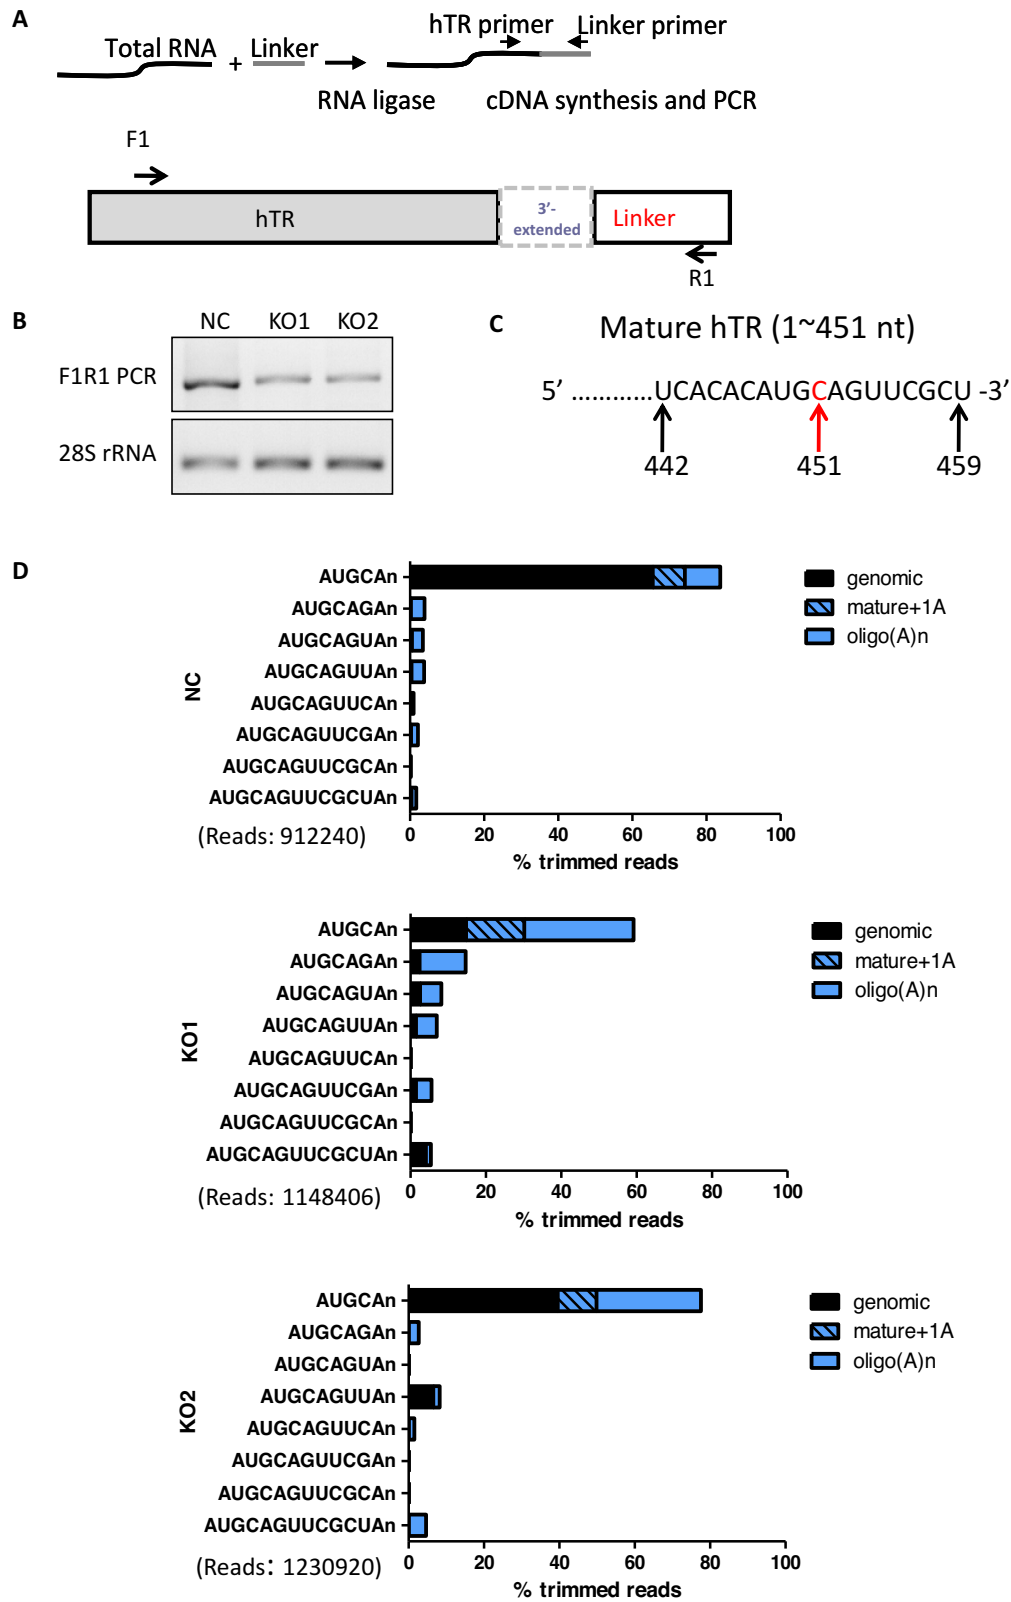 A
Total RNA + Linker
hTR primer Linker primer
RNA ligase cDNA synthesis and PCR
F1
hTR
3’-
extended
Linker
R1
B
NC KO1 KO2
F1R1 PCR
28S rRNA
C
Mature hTR (1~451 nt)
5’ …………UCACACAUGCAGUUCGCU -3’
442 451 459
D
NC
AUGCAn
AUGCAGAn
AUGCAGUAn
AUGCAGUUAn
AUGCAGUUCAn
AUGCAGUUCGAn
AUGCAGUUCGCAn
AUGCAGUUCGCUAn
(Reads: 912240)
0 20 40 60 80 100
% trimmed reads
genomic
mature+1A
oligo(A)n
KO1
AUGCAn
AUGCAGAn
AUGCAGUAn
AUGCAGUUAn
AUGCAGUUCAn
AUGCAGUUCGAn
AUGCAGUUCGCAn
AUGCAGUUCGCUAn
(Reads: 1148406)
0 20 40 60 80 100
% trimmed reads
genomic
mature+1A
oligo(A)n
KO2
AUGCAn
AUGCAGAn
AUGCAGUAn
AUGCAGUUAn
AUGCAGUUCAn
AUGCAGUUCGAn
AUGCAGUUCGCAn
AUGCAGUUCGCUAn
(Reads: 1230920)
0 20 40 60 80 100
% trimmed reads
genomic
mature+1A
oligo(A)n